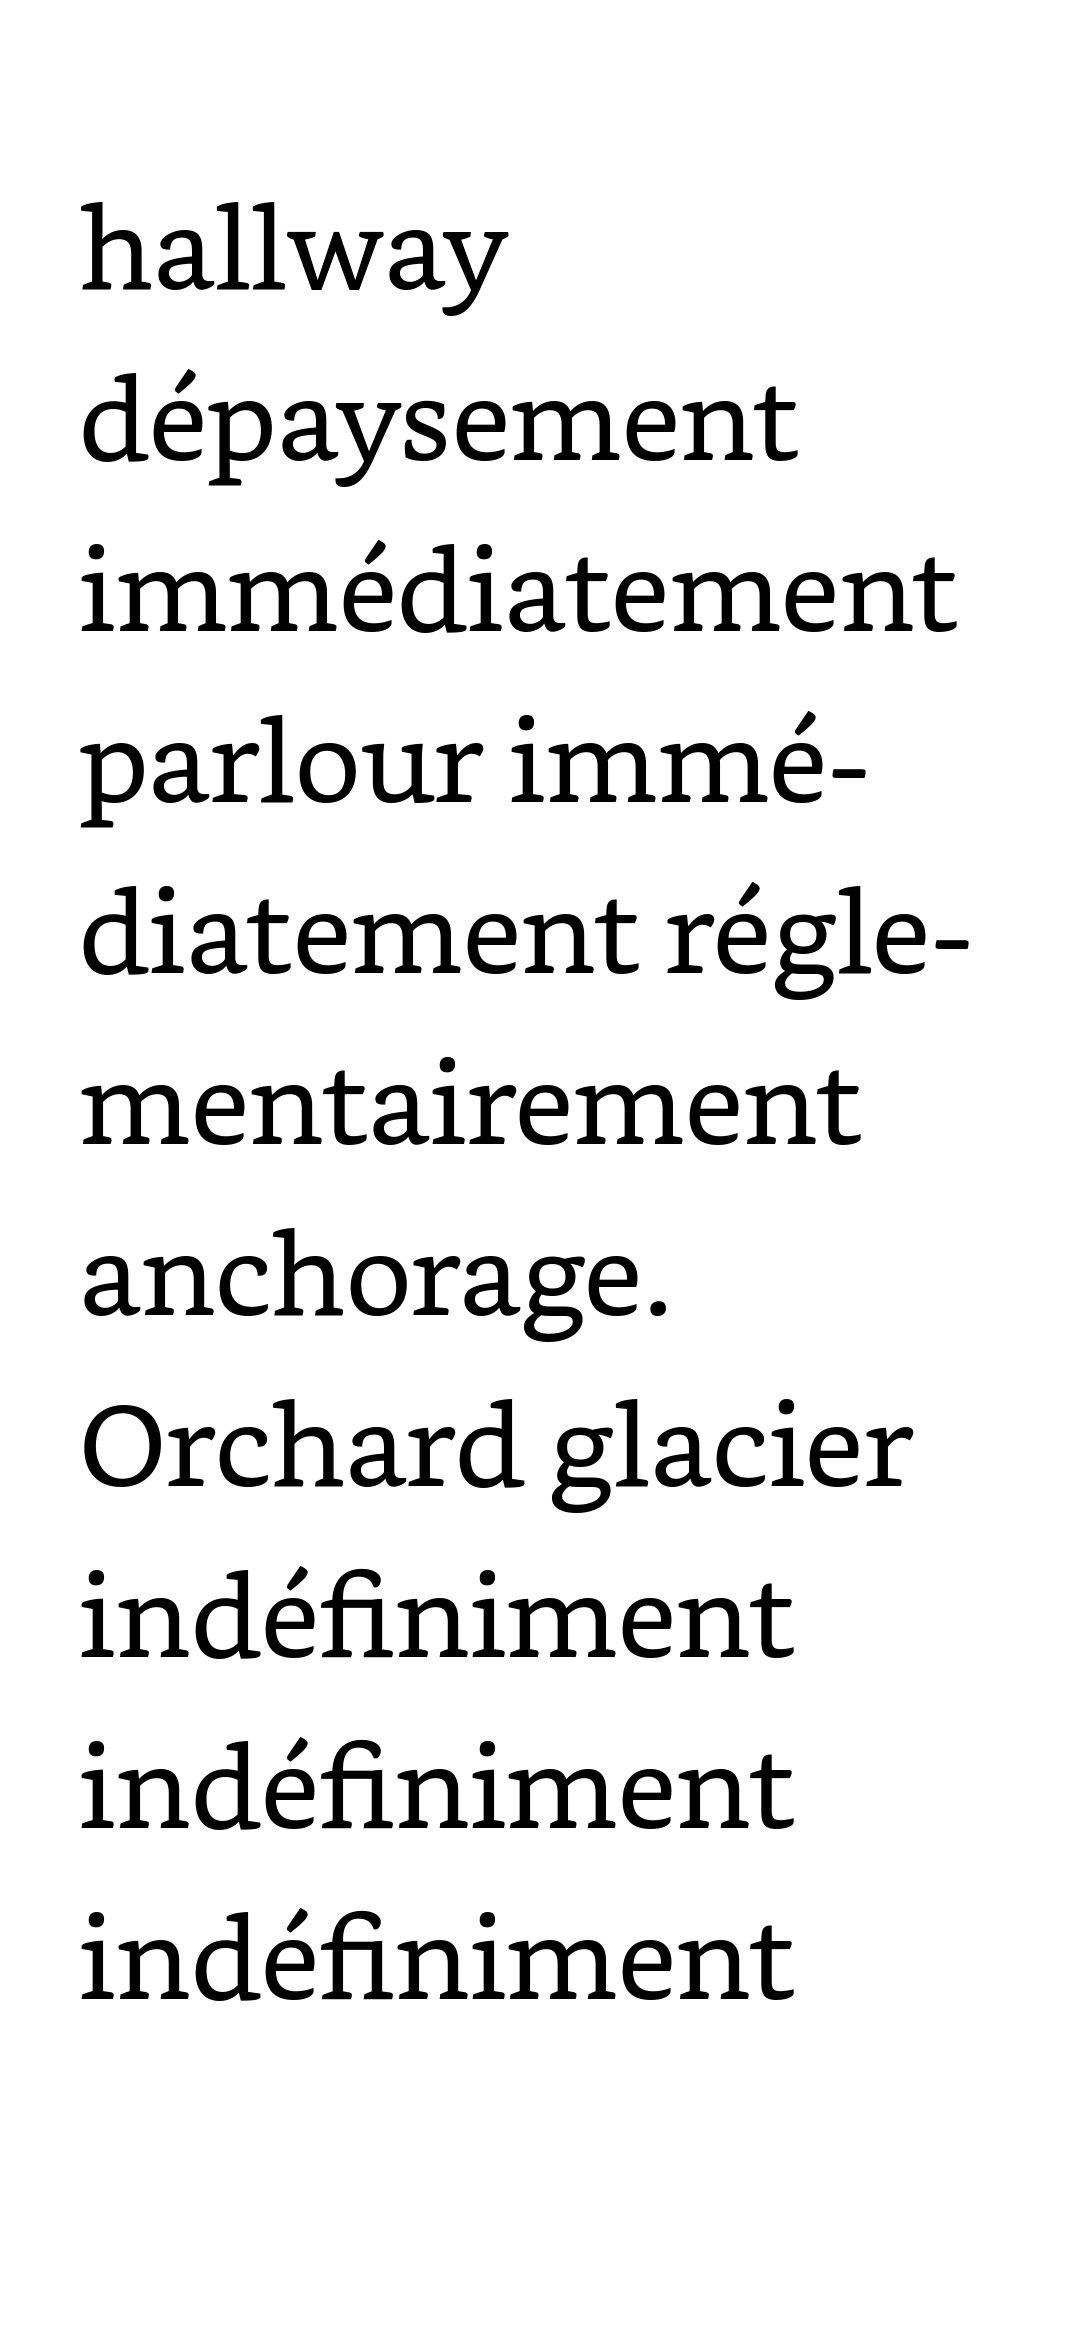 hallway
dépaysement
immédiatement
parlour immé-
diatement régle-
mentairement
anchorage.
Orchard glacier
indéfiniment
indéfiniment
indéfiniment